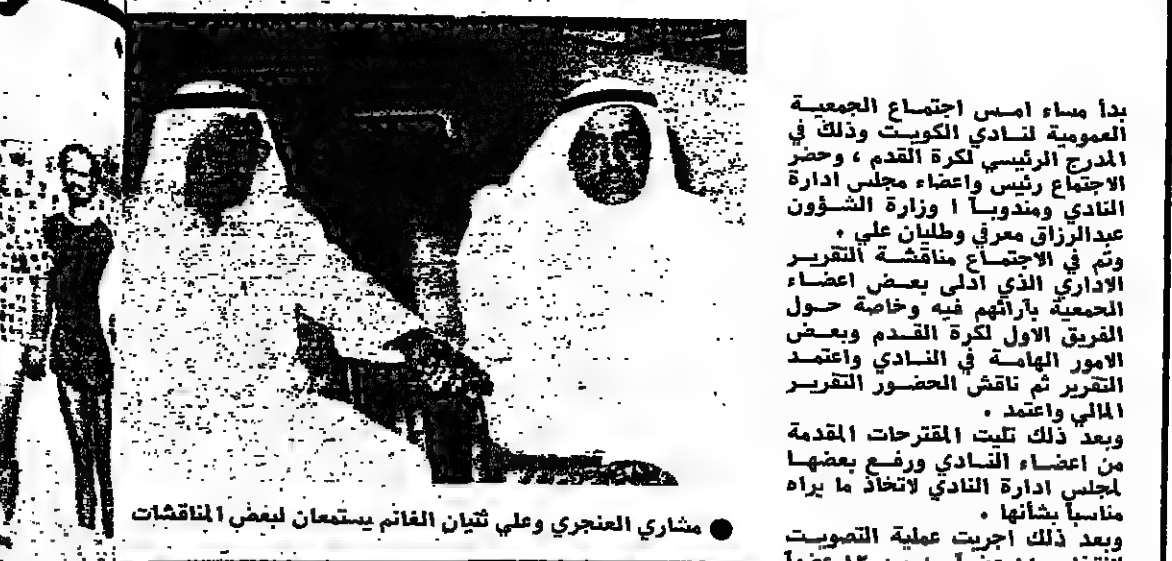 بدأ مساء امس اجتماع الجمعية
العمومية لنادي الكويت وذلك في
المدرج الرئيسي لكرة القدم ، وحضر
الاجتماع رئيس واعضاء مجلس ادارة
النادي ومندوبا ا وزارة الشؤون
عبدالرزاق معرفي وطلبان علي .
وتم في الاجتماع مناقشة التقرير
الاداري الذي ادلى بعض اعضاء
الجمعية بآرائهم فيه وخاصة حول
الفريق الاول لكرة القدم وبعض
الامور الهامة في النادي واعتمد
التقرير ثم ناقش الحضور التقرير
المالي واعتمد .
وبعد ذلك تليت المقترحات المقدمة
من اعضاء النادي ورفع بعضها
لمجلس ادارة النادي لاتخاذ ما يراه
مناسباً بشأنها .
وبعد ذلك اجريت عملية التصويت
● مشاري العنجري وعلي ثنيان الغانم يستمعان لبعض المناقشات